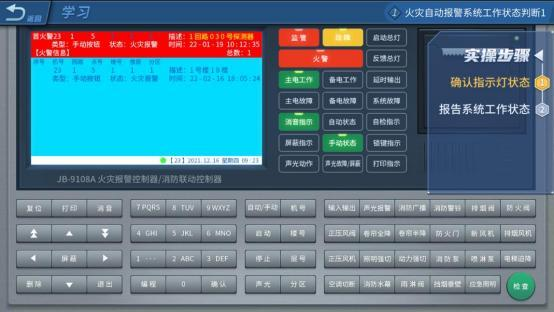 返回
学习
火灾自动报警系统工作状态判断1
首火警23 1 5 描述：1回路030号探测器
类型：手动按钮 状态：火灾报警 时间：22-01-19 10:12:35
【火警信息】 总数：1
序号 机号 回路 点号 楼号 楼层 分区
23 1 5 描述：1号楼19楼
类型：手动按钮 状态：火灾报警 时间：22-02-16 18:05:24
【23】2021.12.16 星期四 09:23
JB-9108A 火灾报警控制器/消防联动控制器
监管 故障 启动总灯
火警 反馈总灯
主电工作 备电工作 延时输出
主电故障 备电故障 系统故障
消音指示 自动状态 自检指示
屏蔽指示 手动状态 锁键指示
声光动作 声光故障/屏蔽 打印指示
实操步骤
确认指示灯状态 1
报告系统工作状态 2
复位 打印 消音 7 PQRS 8 TUV 9 WXYZ 自动/手动 机号 输入输出 声光报警 消防广播 消防警铃 排烟阀 防火阀
4 GHI 5 JKL 6 MNO 启动 楼号 正压风阀 卷帘全降 卷帘半降 防火门 新风机 排烟风机
屏蔽 1 --- 2 ABC 3 DEF 停止 层号 正压风机 照明强切 动力强切 消防泵 喷淋泵 电梯迫降
删除 退出 编程 0 确认 声光 分区 空调切断 消防水幕 雨淋阀 挡烟垂壁 应急照明 检查